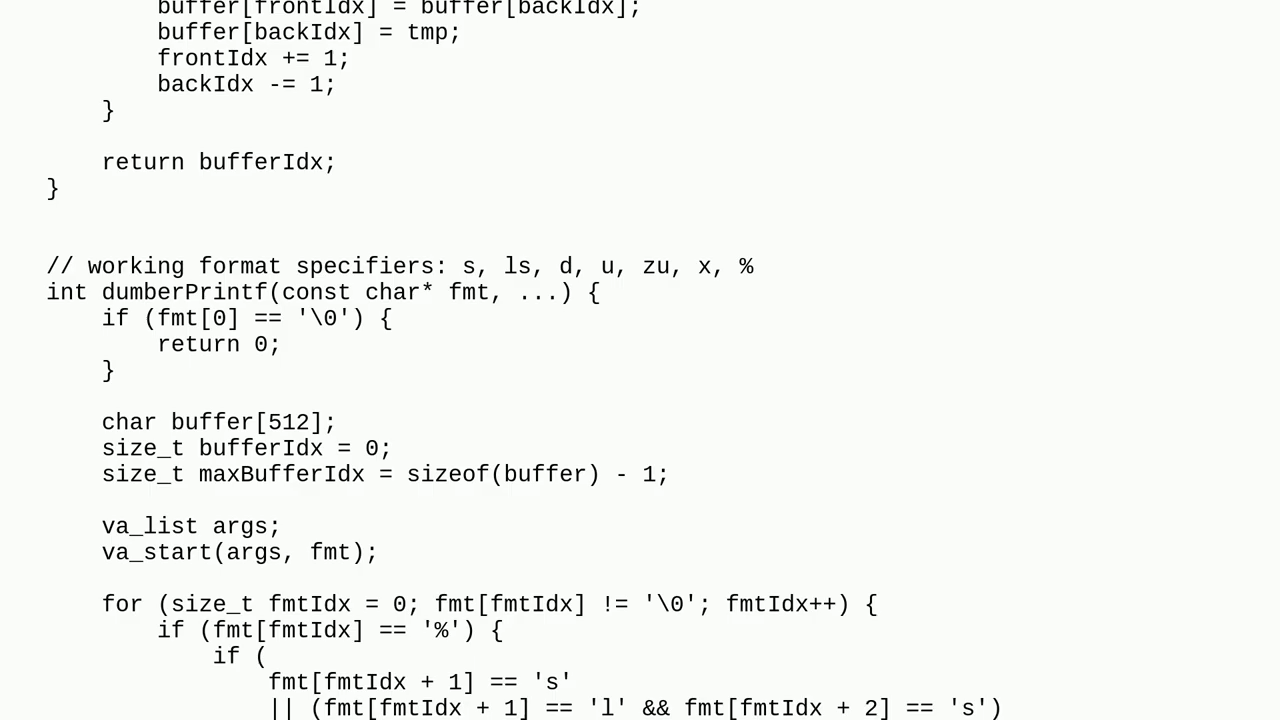 buffer[frontIdx] = buffer[backIdx];
        buffer[backIdx] = tmp;
        frontIdx += 1;
        backIdx -= 1;
    }

    return bufferIdx;
}


// working format specifiers: s, ls, d, u, zu, x, %
int dumberPrintf(const char* fmt, ...) {
    if (fmt[0] == '\0') {
        return 0;
    }

    char buffer[512];
    size_t bufferIdx = 0;
    size_t maxBufferIdx = sizeof(buffer) - 1;

    va_list args;
    va_start(args, fmt);

    for (size_t fmtIdx = 0; fmt[fmtIdx] != '\0'; fmtIdx++) {
        if (fmt[fmtIdx] == '%') {
            if (
                fmt[fmtIdx + 1] == 's'
                || (fmt[fmtIdx + 1] == 'l' && fmt[fmtIdx + 2] == 's')